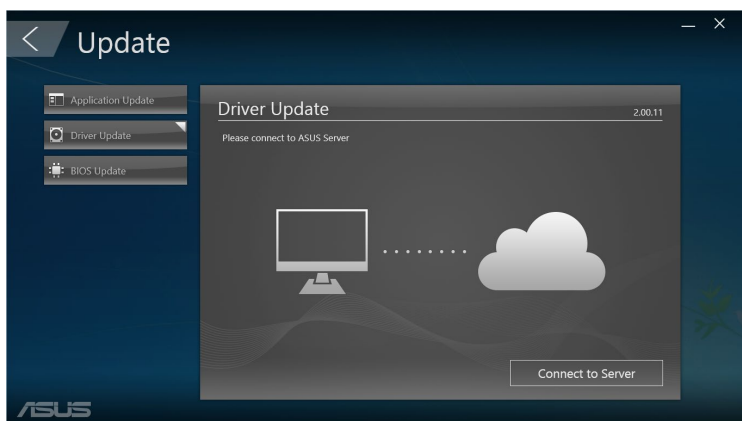 Update
Application Update
Driver Update
BIOS Update
Driver Update
2.00.11
Please connect to ASUS Server
Connect to Server
ASUS